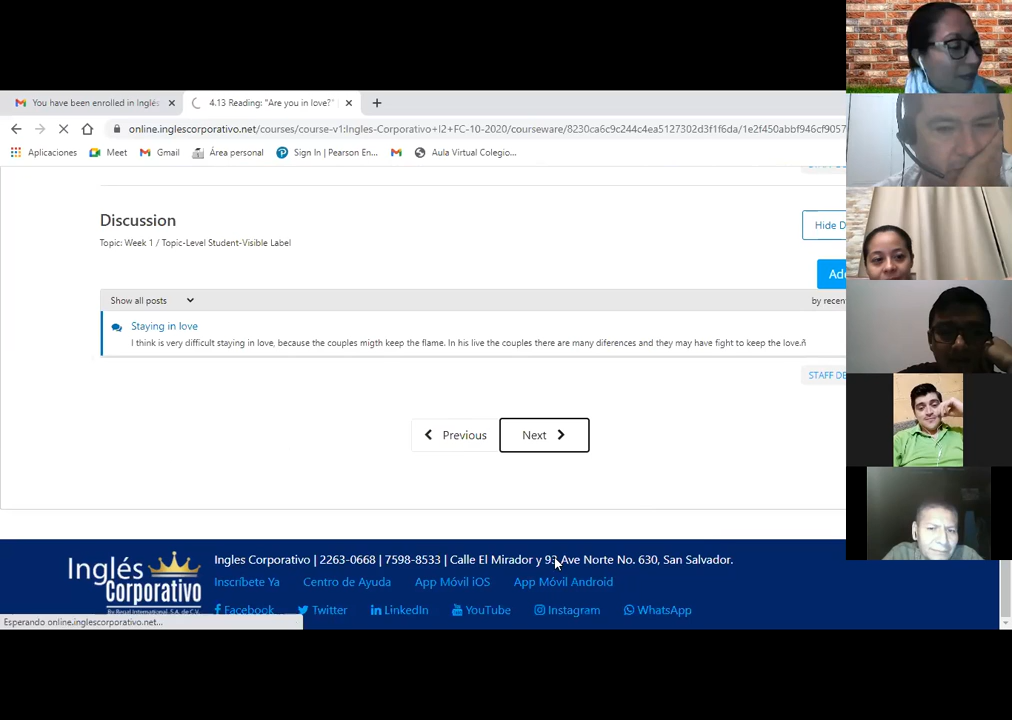 You have been enrolled in Inglés
4.13 Reading: "Are you in love?"
online.inglescorporativo.net/courses/course-v1:Ingles-Corporativo+I2+FC-10-2020/courseware/8230ca6c9c244c4ea5127302d3f1f6da/1e2f450abbf946cf9057
Aplicaciones Meet Gmail Área personal Sign In | Pearson En... Aula Virtual Colegio...
Discussion
Hide D
Topic: Week 1 / Topic-Level Student-Visible Label
Ad
Show all posts by recen
Staying in love
I think is very difficult staying in love, because the couples migth keep the flame. In his live the couples there are many diferences and they may have fight to keep the love.ñ
STAFF DE
Previous Next
Inglés
Corporativo
Ingles Corporativo | 2263-0668 | 7598-8533 | Calle El Mirador y 93 Ave Norte No. 630, San Salvador.
Inscríbete Ya Centro de Ayuda App Móvil iOS App Móvil Android
Facebook Twitter LinkedIn YouTube Instagram WhatsApp
Esperando online.inglescorporativo.net...